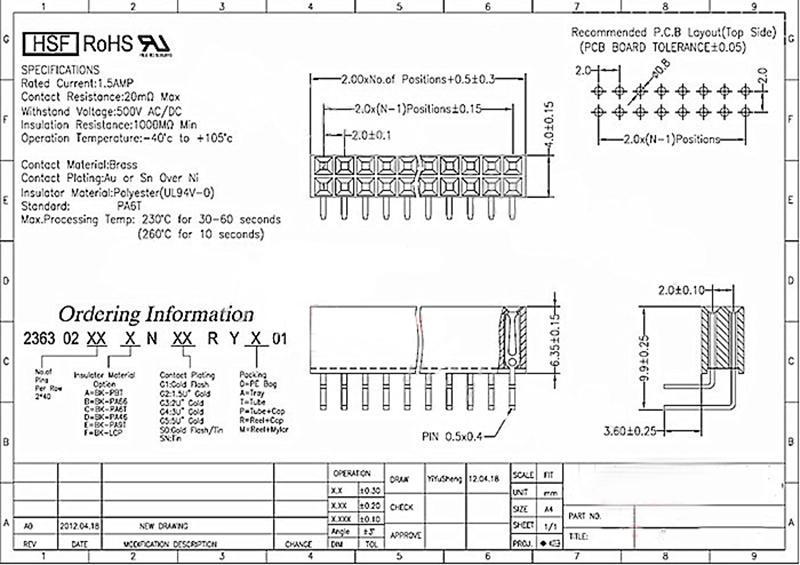 1 2 3 4 5 6 7 8 9
G F E D C B A
HSF RoHS
SPECIFICATIONS
Rated Current:1.5AMP
Contact Resistance:20mΩ Max
Withstand Voltage:500V AC/DC
Insulation Resistance:1000MΩ Min
Operation Temperature:-40°c to +105°c
Contact Material:Brass
Contact Plating:Au or Sn Over Ni
Insulator Material:Polyester(UL94V-0)
Standard: PA6T
Max.Processing Temp: 230°C for 30-60 seconds
(260°C for 10 seconds)
2.00xNo.of Positions+0.5±0.3
2.0x(N-1)Positions±0.15
2.0±0.1
4.0±0.15
Recommended P.C.B Layout(Top Side)
(PCB BOARD TOLERANCE±0.05)
2.0
Φ0.8
2.0
2.0x(N-1)Positions
Ordering Information
2363 02 XX X N XX R Y X 01
No.of
Pins
Per Row
2*40
Insulator Material
Option
A=BK-PBT
B=BK-PA66
C=BK-PA6T
D=BK-PA46
E=BK-PA9T
F=BK-LCP
Contact Plating
G1:Gold Flash
G2:1.5U" Gold
G3:2U" Gold
G4:3U" Gold
G5:5U" Gold
S0:Gold Flash/Tin
SN:Tin
Packing
0=PE Bag
A=Tray
T=Tube
P=Tube+Cap
R=Reel+Cap
M=Reel+Mylar
6.35±0.15
PIN 0.5x0.4
2.0±0.10
9.9±0.25
3.60±0.25
A0 2012.04.18 NEW DRAWING
REV DATE MODIFICATION DESCRIPTION CHANGE
OPERATION
X.X ±0.30
X.XX ±0.20
X.XXX ±0.10
Angle ±3°
DIM TOL
DRAW YiYuSheng 12.04.18
CHECK
APPROVE
SCALE FIT
UNIT mm
SIZE A4
SHEET 1/1
PROJ.
PART NO.
TITLE:
1 2 3 4 5 6 7 8 9